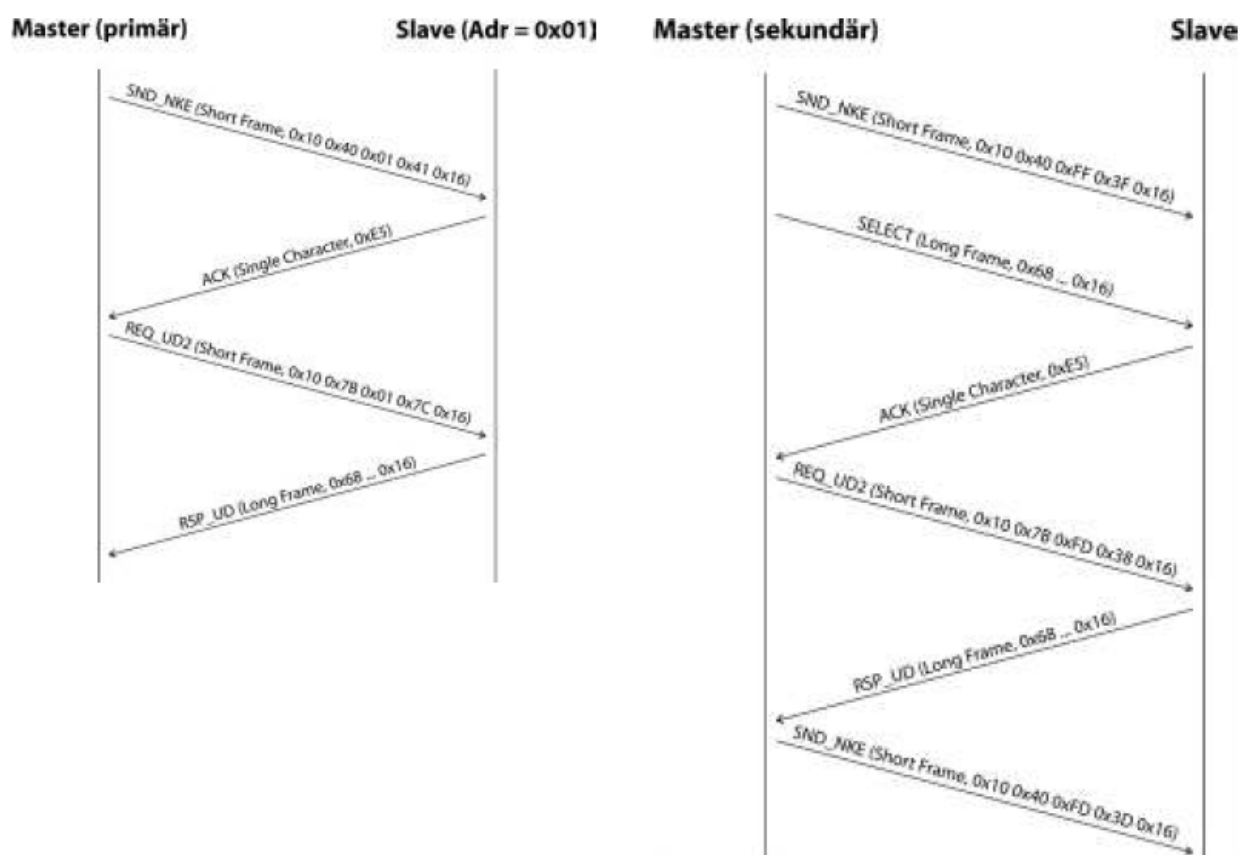 Master (primär)
Slave (Adr = 0x01)
SND_NKE (Short Frame, 0x10 0x40 0x01 0x41 0x16)
ACK (Single Character, 0xE5)
REQ_UD2 (Short Frame, 0x10 0x7B 0x01 0x7C 0x16)
RSP_UD (Long Frame, 0x68 ... 0x16)
Master (sekundär)
Slave
SND_NKE (Short Frame, 0x10 0x40 0xFF 0x3F 0x16)
SELECT (Long Frame, 0x68 ... 0x16)
ACK (Single Character, 0xE5)
REQ_UD2 (Short Frame, 0x10 0x7B 0xFD 0x38 0x16)
RSP_UD (Long Frame, 0x68 ... 0x16)
SND_NKE (Short Frame, 0x10 0x40 0xFD 0x3D 0x16)